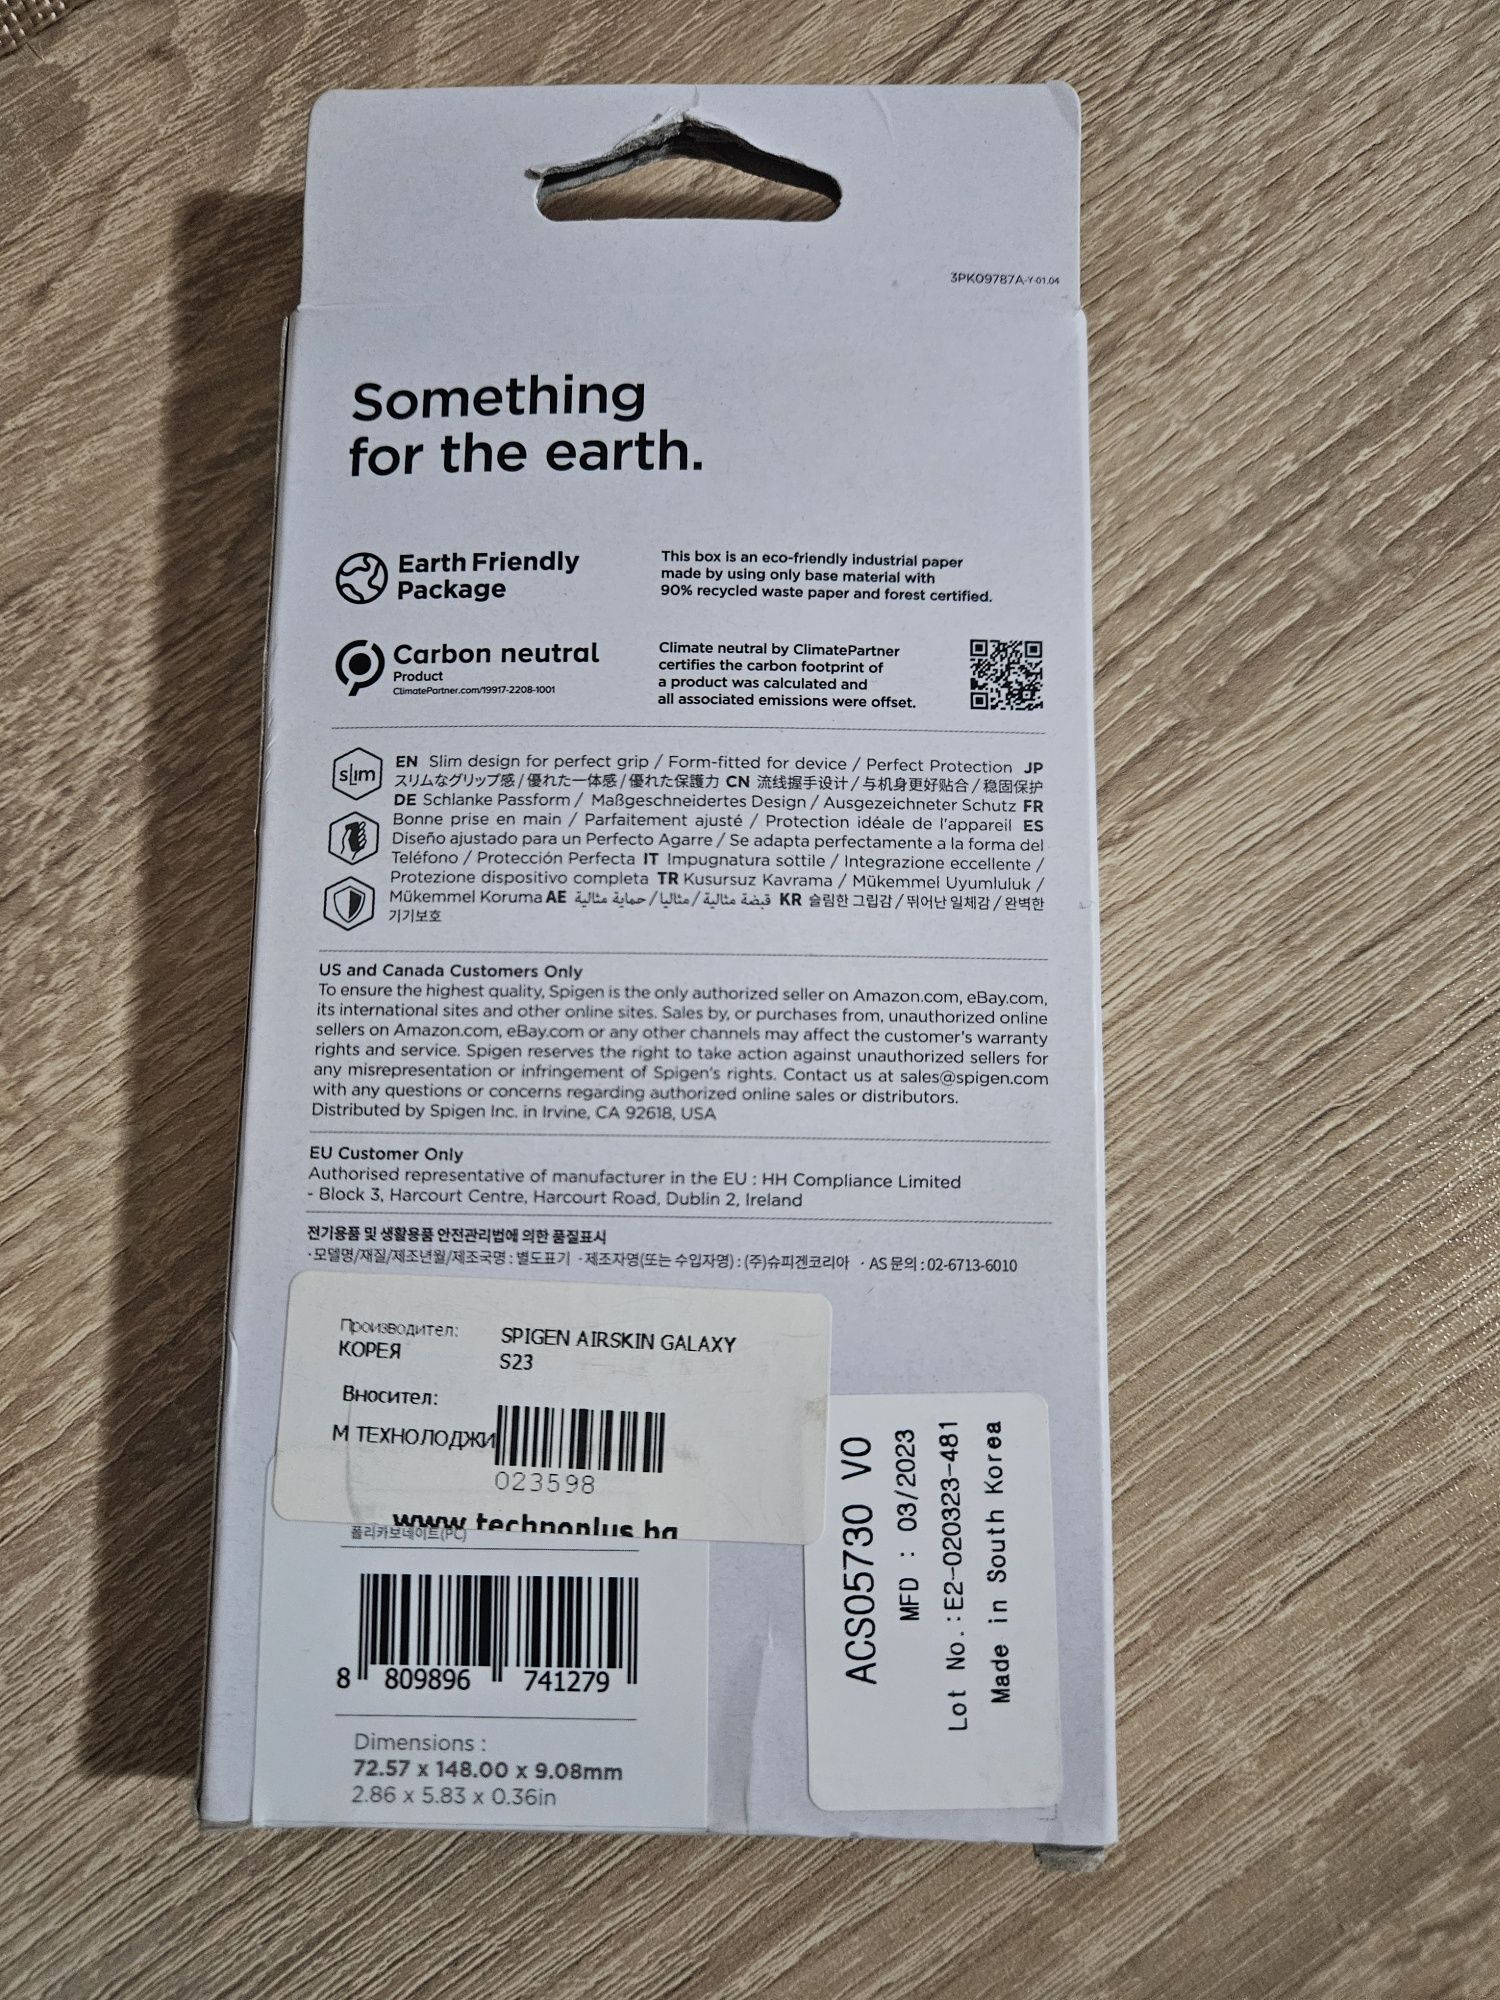 3PK09787A-Y-01.04
Something
for the earth.
Earth Friendly
Package
This box is an eco-friendly industrial paper
made by using only base material with
90% recycled waste paper and forest certified.
Carbon neutral
Product
ClimatePartner.com/19917-2208-1001
Climate neutral by ClimatePartner
certifies the carbon footprint of
a product was calculated and
all associated emissions were offset.
slim
EN Slim design for perfect grip / Form-fitted for device / Perfect Protection JP
スリムなグリップ感 / 優れた一体感 / 優れた保護力 CN 流线握手设计 / 与机身更好贴合 / 稳固保护
DE Schlanke Passform / Maßgeschneidertes Design / Ausgezeichneter Schutz FR
Bonne prise en main / Parfaitement ajusté / Protection idéale de l'appareil ES
Diseño ajustado para un Perfecto Agarre / Se adapta perfectamente a la forma del
Teléfono / Protección Perfecta IT Impugnatura sottile / Integrazione eccellente /
Protezione dispositivo completa TR Kusursuz Kavrama / Mükemmel Uyumluluk /
Mükemmel Koruma AE قبضة مثالية / مثاليا / حماية مثالية KR 슬림한 그립감 / 뛰어난 일체감 / 완벽한
기기보호
US and Canada Customers Only
To ensure the highest quality, Spigen is the only authorized seller on Amazon.com, eBay.com,
its international sites and other online sites. Sales by, or purchases from, unauthorized online
sellers on Amazon.com, eBay.com or any other channels may affect the customer's warranty
rights and service. Spigen reserves the right to take action against unauthorized sellers for
any misrepresentation or infringement of Spigen's rights. Contact us at sales@spigen.com
with any questions or concerns regarding authorized online sales or distributors.
Distributed by Spigen Inc. in Irvine, CA 92618, USA
EU Customer Only
Authorised representative of manufacturer in the EU : HH Compliance Limited
- Block 3, Harcourt Centre, Harcourt Road, Dublin 2, Ireland
전기용품 및 생활용품 안전관리법에 의한 품질표시
· 모델명/재질/제조년월/제조국명 : 별도표기 · 제조자명(또는 수입자명) : (주)슈피겐코리아 · AS 문의 : 02-6713-6010
Производител:
КОРЕЯ
SPIGEN AIRSKIN GALAXY
S23
Вносител:
М ТЕХНОЛОДЖИ
023598
www.technoplus.bg
폴리카보네이트(PC)
8 809896 741279
Dimensions :
72.57 x 148.00 x 9.08mm
2.86 x 5.83 x 0.36in
ACS05730 V0
MFD : 03/2023
Lot No.:E2-020323-481
Made in South Korea